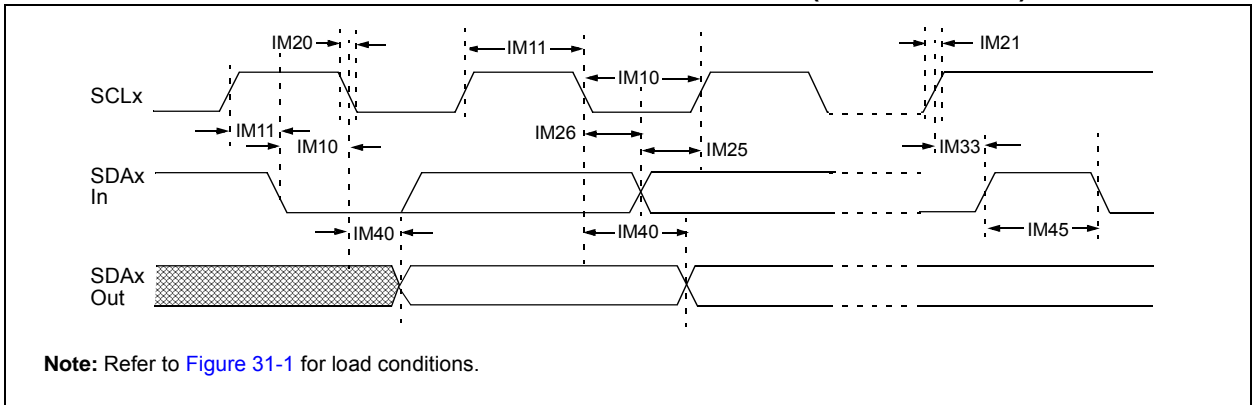 IM20
IM11
IM21
IM10
SCLx
IM11
IM26
IM10
IM25
IM33
SDAx
In
IM40
IM40
IM45
SDAx
Out
Note: Refer to Figure 31-1 for load conditions.